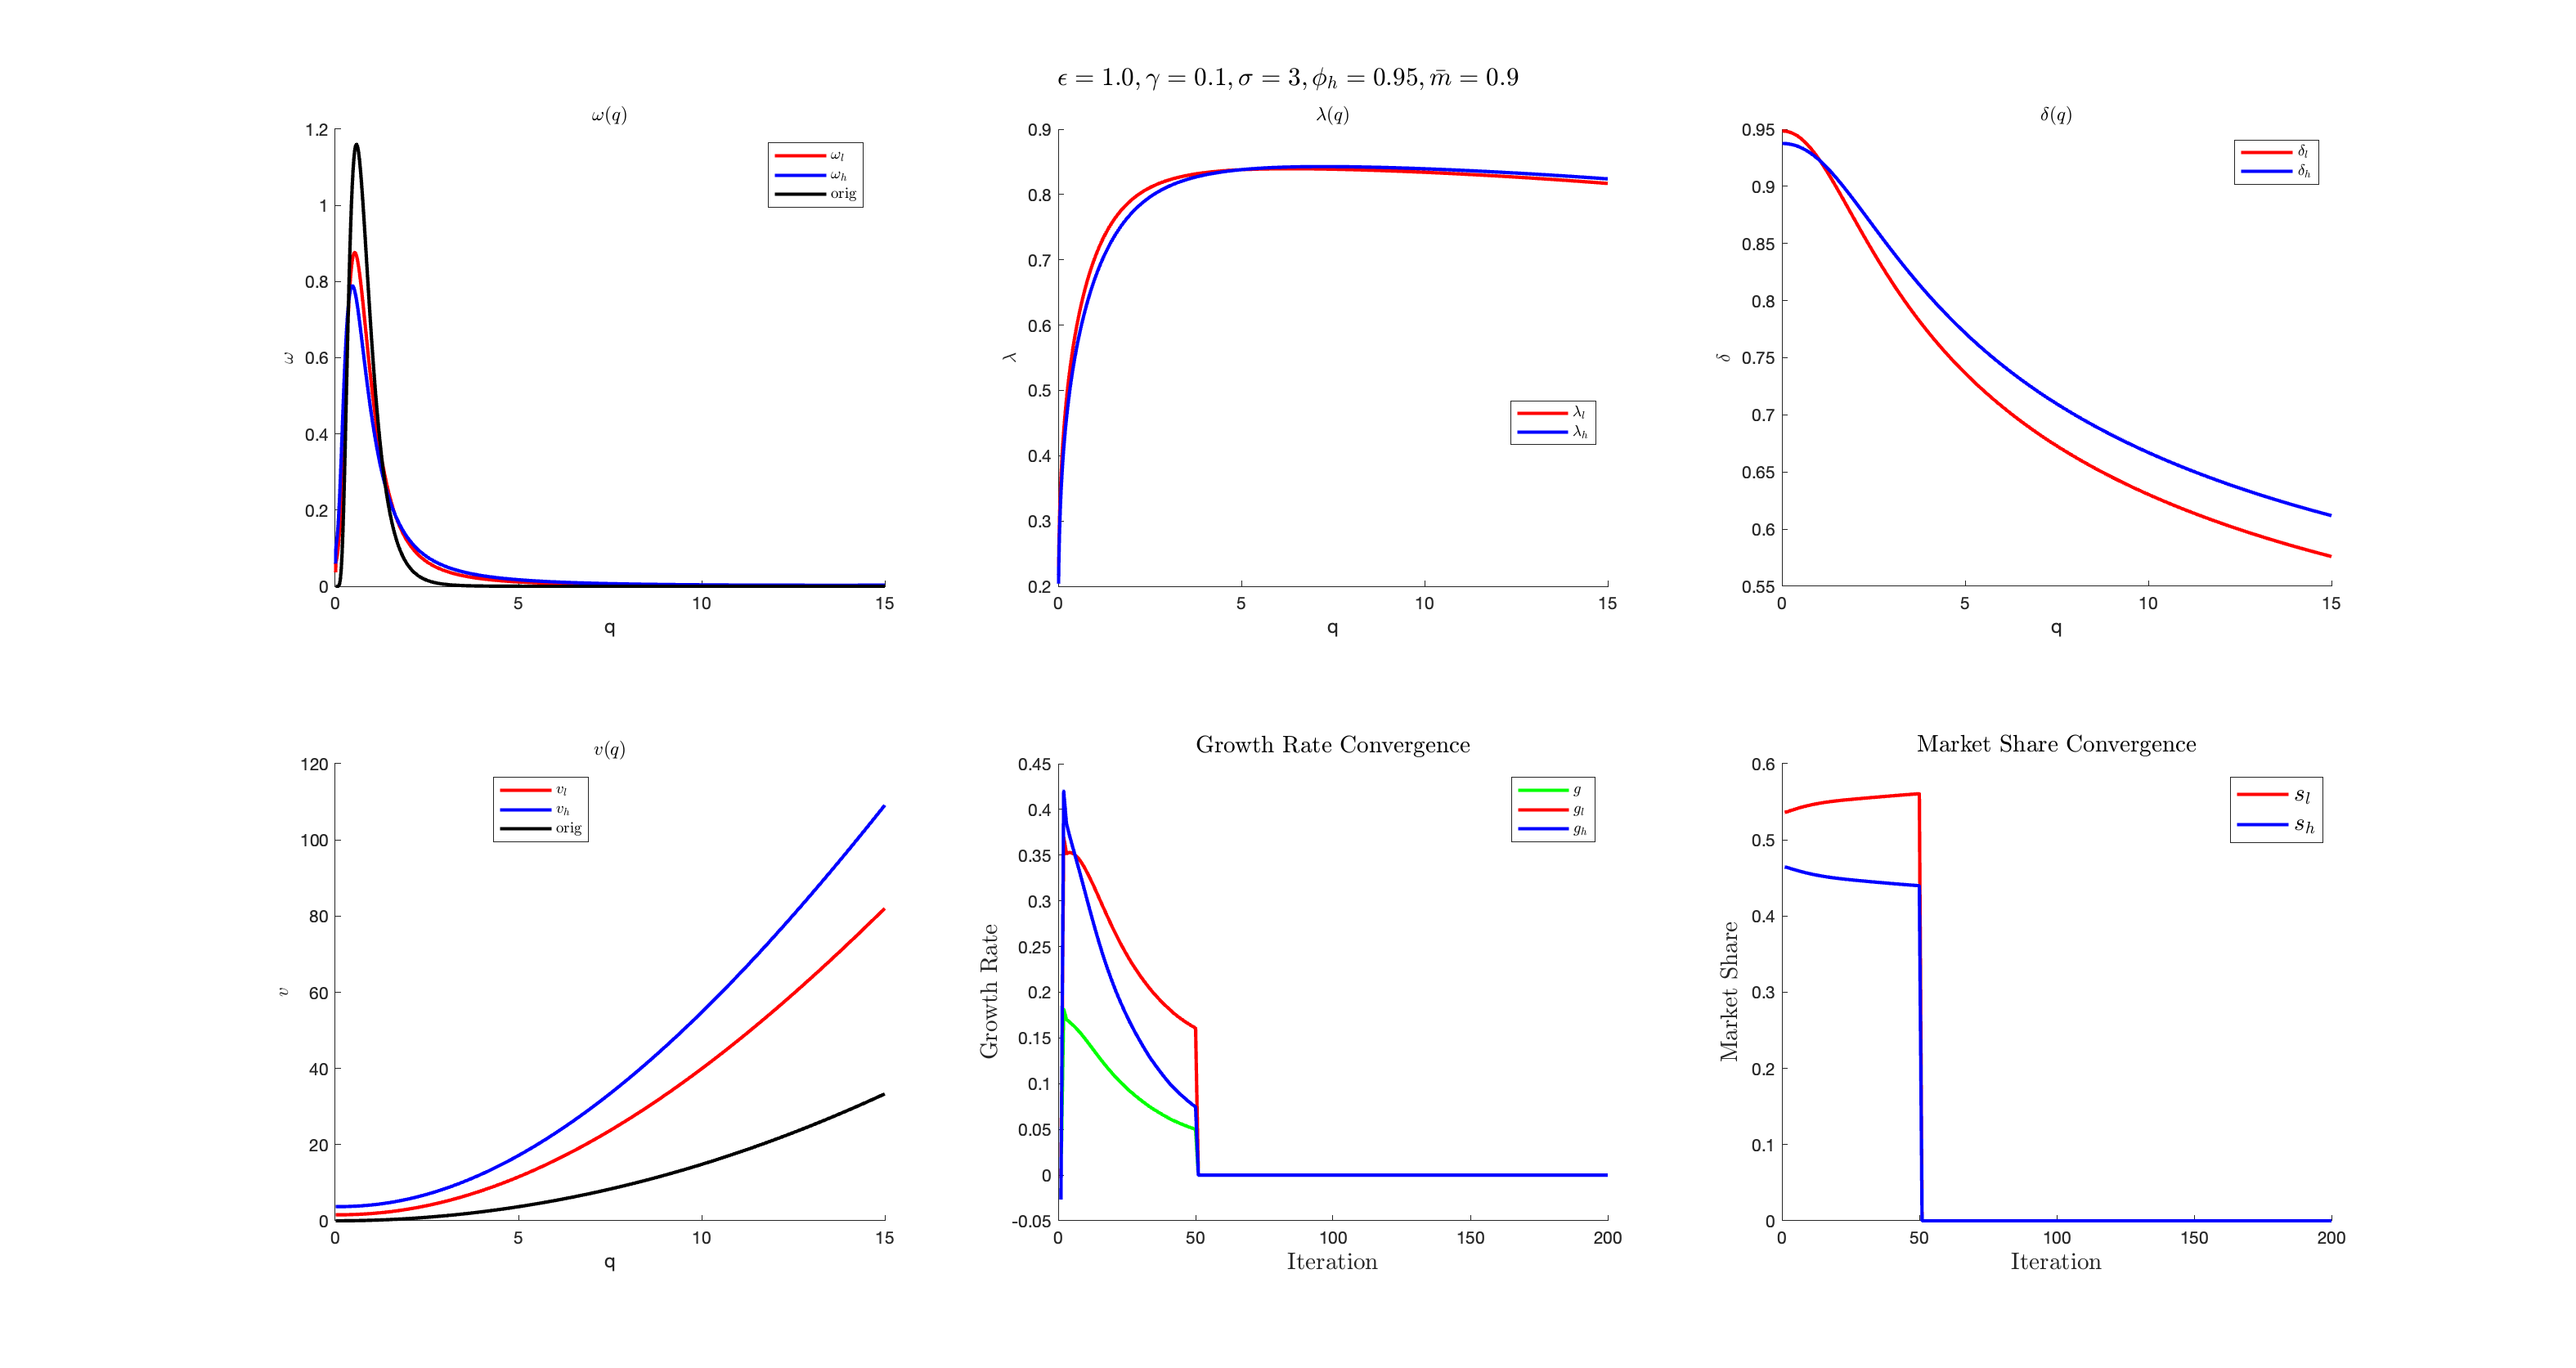 ϵ = 1.0, γ = 0.1, σ = 3, ϕ_h = 0.95, m̄ = 0.9
ω(q)
1.2
1
0.8
0.6
0.4
0.2
0
ω
0 5 10 15
q
ω_l
ω_h
orig
λ(q)
0.9
0.8
0.7
0.6
0.5
0.4
0.3
0.2
λ
0 5 10 15
q
λ_l
λ_h
δ(q)
0.95
0.9
0.85
0.8
0.75
0.7
0.65
0.6
0.55
δ
0 5 10 15
q
δ_l
δ_h
v(q)
120
100
80
60
40
20
0
v
0 5 10 15
q
v_l
v_h
orig
Growth Rate Convergence
0.45
0.4
0.35
0.3
0.25
0.2
0.15
0.1
0.05
0
-0.05
Growth Rate
0 50 100 150 200
Iteration
g
g_l
g_h
Market Share Convergence
0.6
0.5
0.4
0.3
0.2
0.1
0
Market Share
0 50 100 150 200
Iteration
s_l
s_h